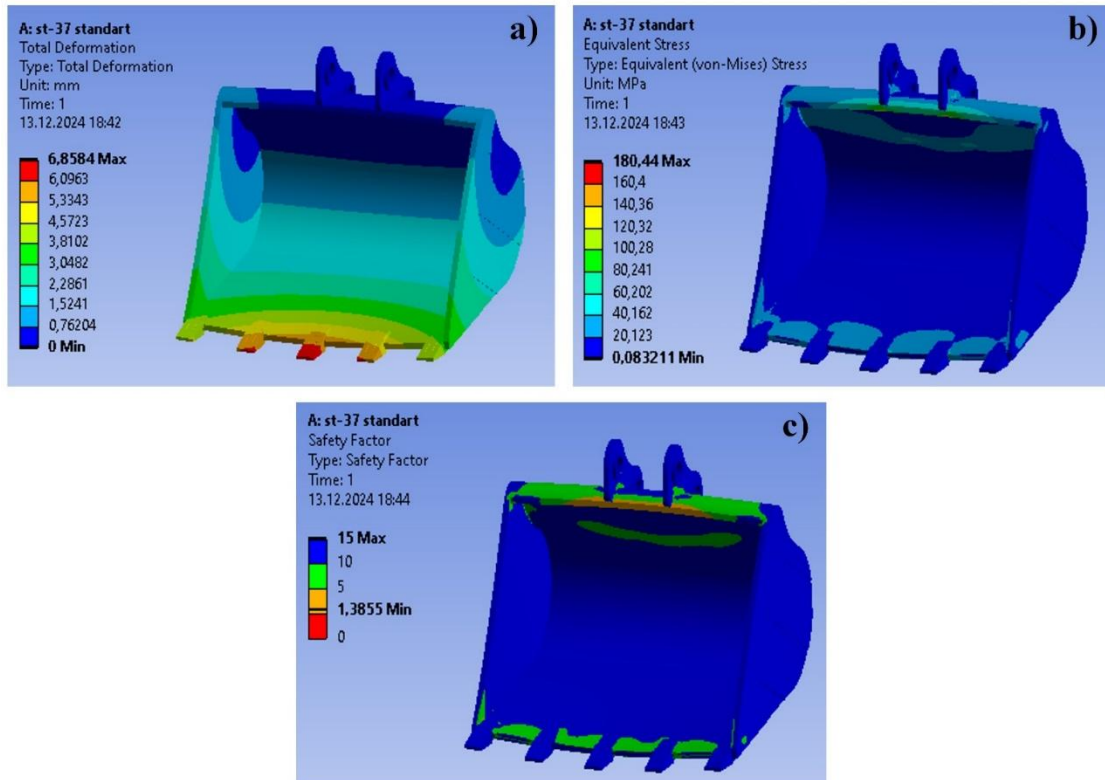 A: st-37 standart
Total Deformation
Type: Total Deformation
Unit: mm
Time: 1
13.12.2024 18:42
a)
6,8584 Max
6,0963
5,3343
4,5723
3,8102
3,0482
2,2861
1,5241
0,76204
0 Min
A: st-37 standart
Equivalent Stress
Type: Equivalent (von-Mises) Stress
Unit: MPa
Time: 1
13.12.2024 18:43
b)
180,44 Max
160,4
140,36
120,32
100,28
80,241
60,202
40,162
20,123
0,083211 Min
A: st-37 standart
Safety Factor
Type: Safety Factor
Time: 1
13.12.2024 18:44
c)
15 Max
10
5
1,3855 Min
0